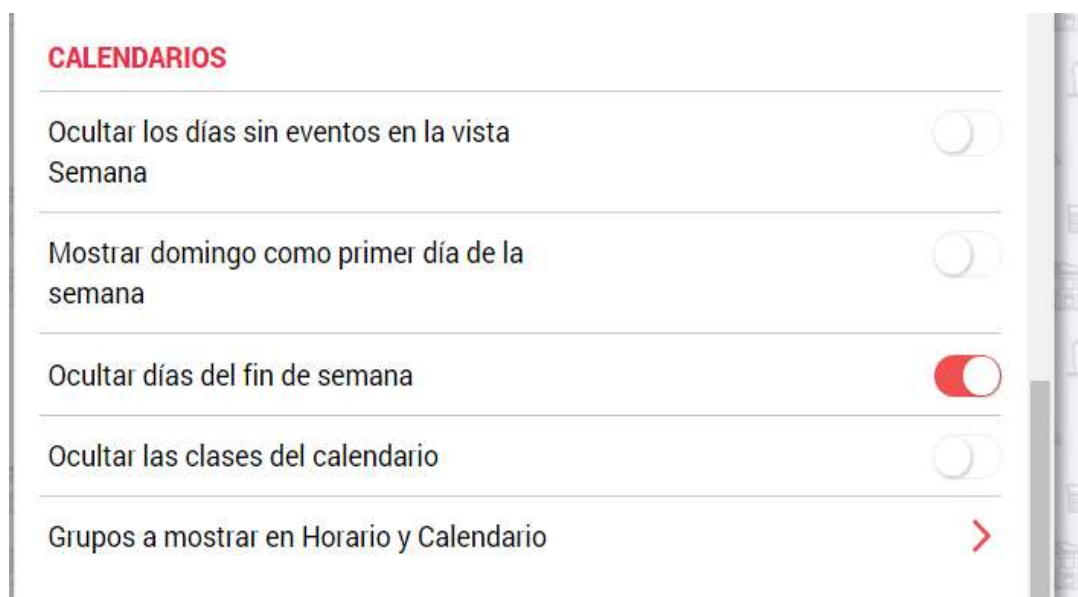 CALENDARIOS
Ocultar los días sin eventos en la vista
Semana
Mostrar domingo como primer día de la
semana
Ocultar días del fin de semana
Ocultar las clases del calendario
Grupos a mostrar en Horario y Calendario